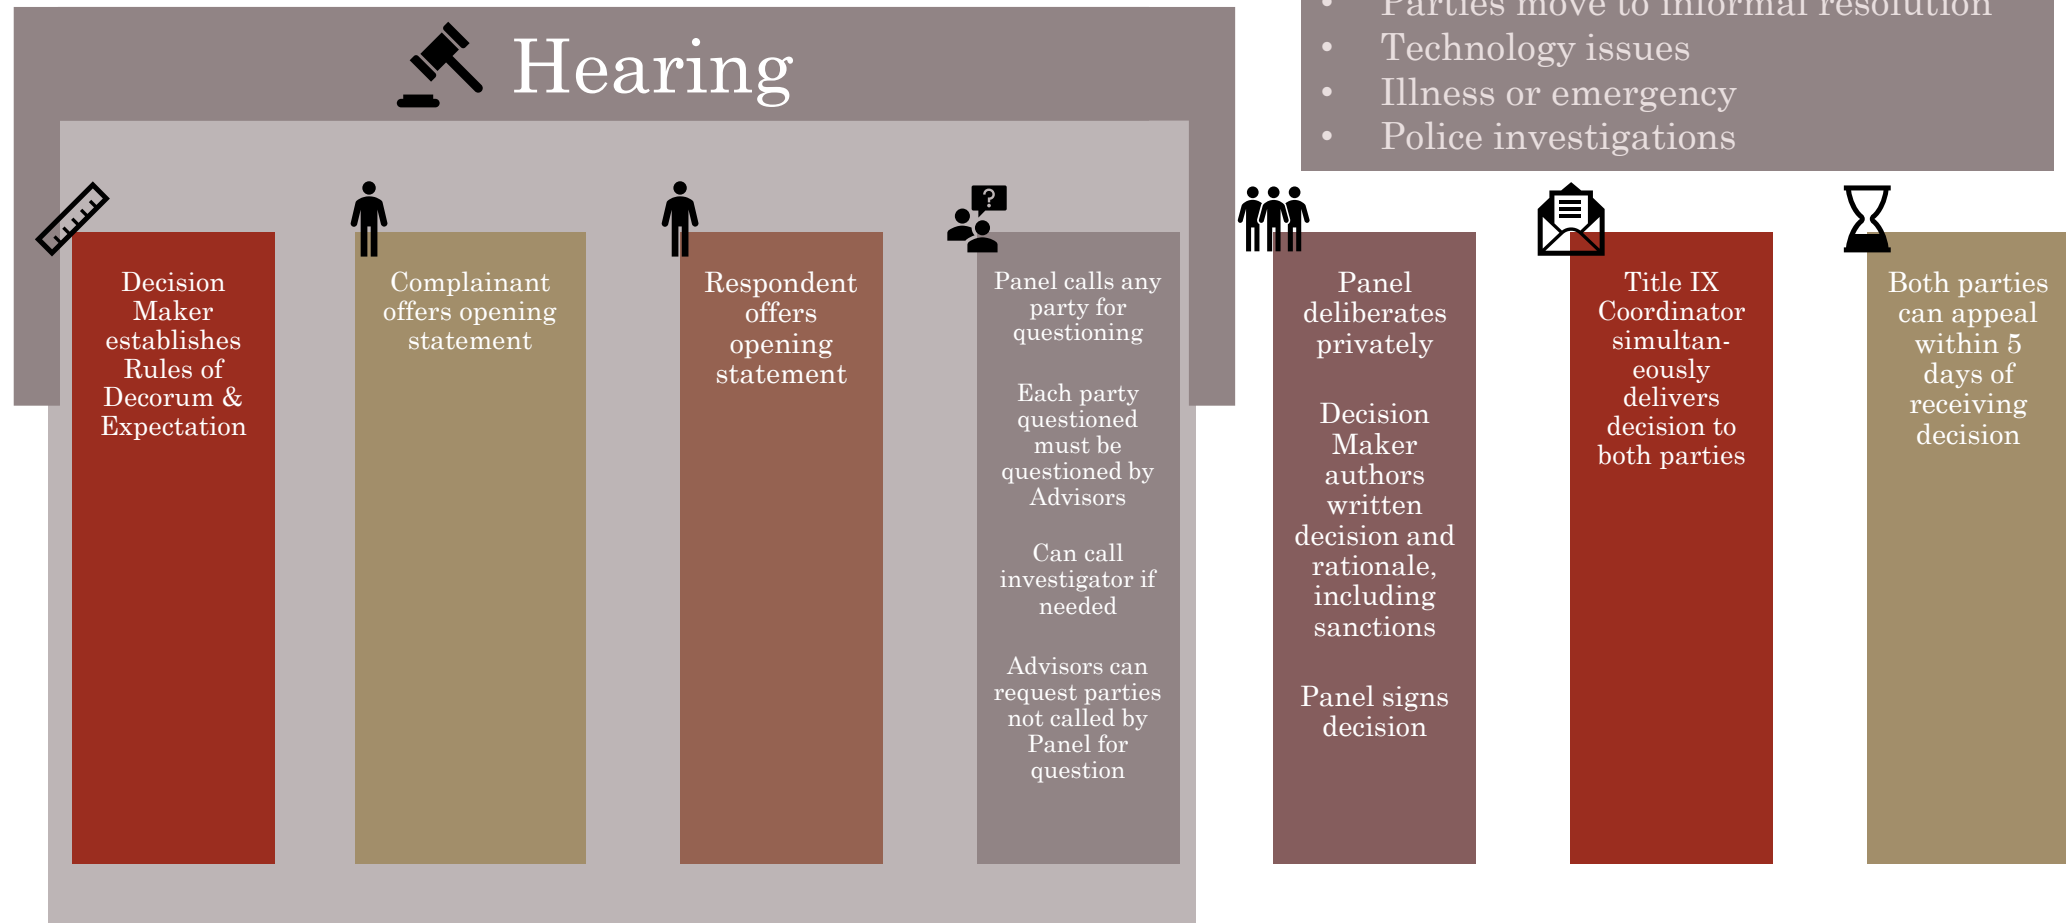 Hearing
• Parties move to informal resolution
• Technology issues
• Illness or emergency
• Police investigations
Decision
Maker
establishes
Rules of
Decorum &
Expectation
Complainant
offers opening
statement
Respondent
offers
opening
statement
?
Panel calls any
party for
questioning
Each party
questioned
must be
questioned by
Advisors
Can call
investigator if
needed
Advisors can
request parties
not called by
Panel for
question
Panel
deliberates
privately
Decision
Maker
authors
written
decision and
rationale,
including
sanctions
Panel signs
decision
Title IX
Coordinator
simultan-
eously
delivers
decision to
both parties
Both parties
can appeal
within 5
days of
receiving
decision